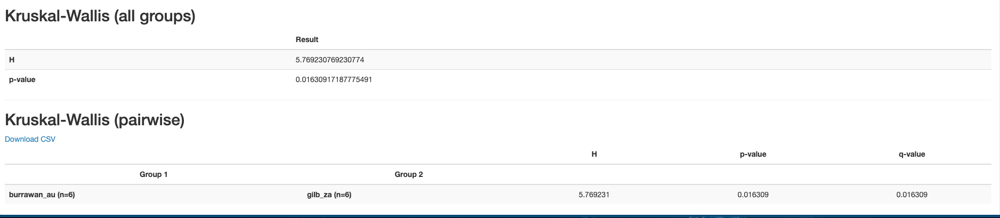 Kruskal-Wallis (all groups)
Result
H 5.769230769230774
p-value 0.01630917187775491
Kruskal-Wallis (pairwise)
Download CSV
H p-value q-value
Group 1 Group 2
burrawan_au (n=6) gilb_za (n=6) 5.769231 0.016309 0.016309